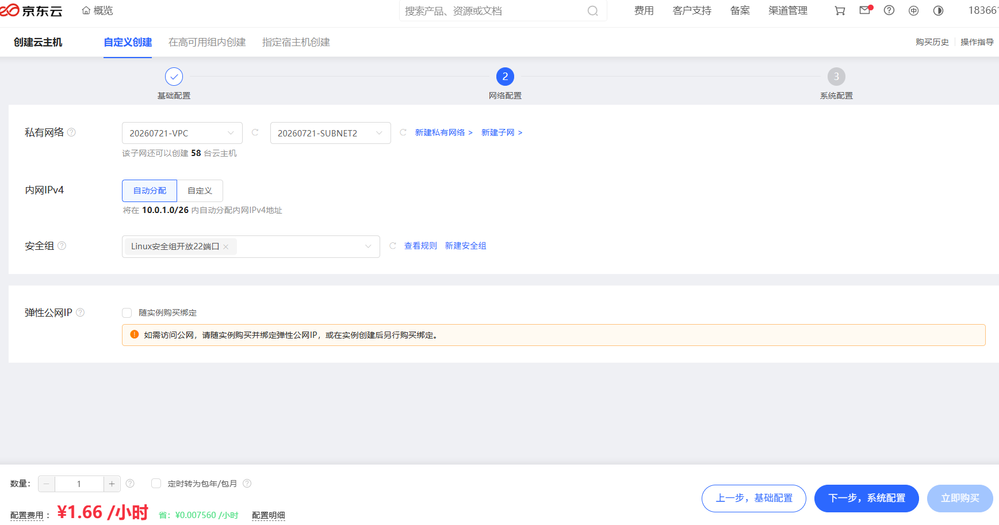 京东云 概览 搜索产品、资源或文档 费用 客户支持 备案 渠道管理 18366
创建云主机 自定义创建 在高可用组内创建 指定宿主机创建 购买历史 操作指导
2 3
基础配置 网络配置 系统配置
私有网络 20260721-VPC 20260721-SUBNET2 新建私有网络 > 新建子网 >
该子网还可以创建 58 台云主机
内网IPv4 自动分配 自定义
将在 10.0.1.0/26 内自动分配内网IPv4地址
安全组 Linux安全组开放22端口 查看规则 新建安全组
弹性公网IP 随实例购买绑定
如需访问公网，请随实例购买并绑定弹性公网IP，或在实例创建后另行购买绑定。
数量： 1 定时转为包年/包月
上一步，基础配置 下一步，系统配置 立即购买
配置费用： ¥1.66 /小时 省：¥0.007560 /小时 配置明细